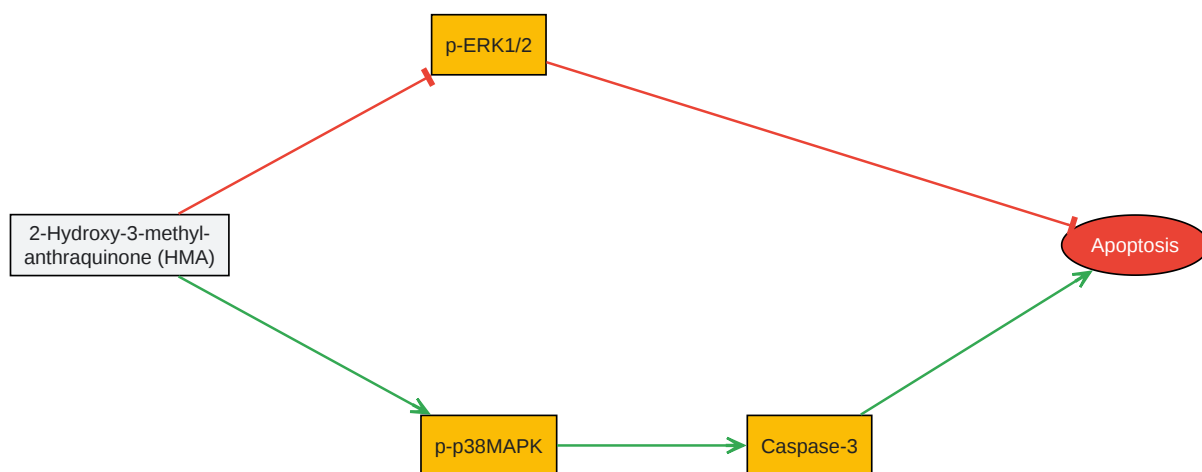 p-ERK1/2
2-Hydroxy-3-methyl-
anthraquinone (HMA)
Apoptosis
p-p38MAPK
Caspase-3